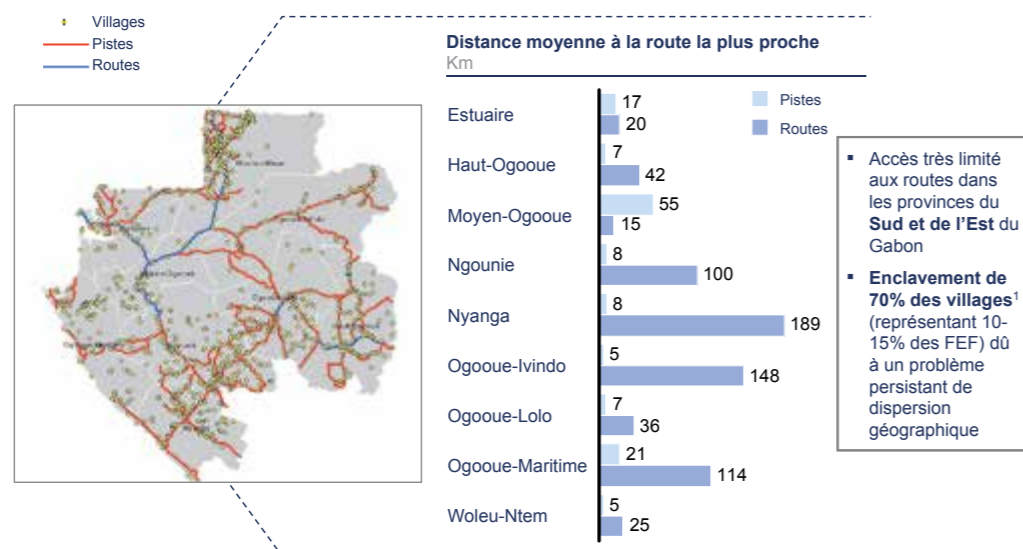 Villages
Pistes
Routes
Distance moyenne à la route la plus proche
Km
Pistes
Routes
Estuaire
17
20
Haut-Ogooue
7
42
Moyen-Ogooue
55
15
Ngounie
8
100
Nyanga
8
189
Ogooue-Ivindo
5
148
Ogooue-Lolo
7
36
Ogooue-Maritime
21
114
Woleu-Ntem
5
25
▪ Accès très limité
aux routes dans
les provinces du
Sud et de l’Est du
Gabon
▪ Enclavement de
70% des villages¹
(représentant 10-
15% des FEF) dû
à un problème
persistant de
dispersion
géographique